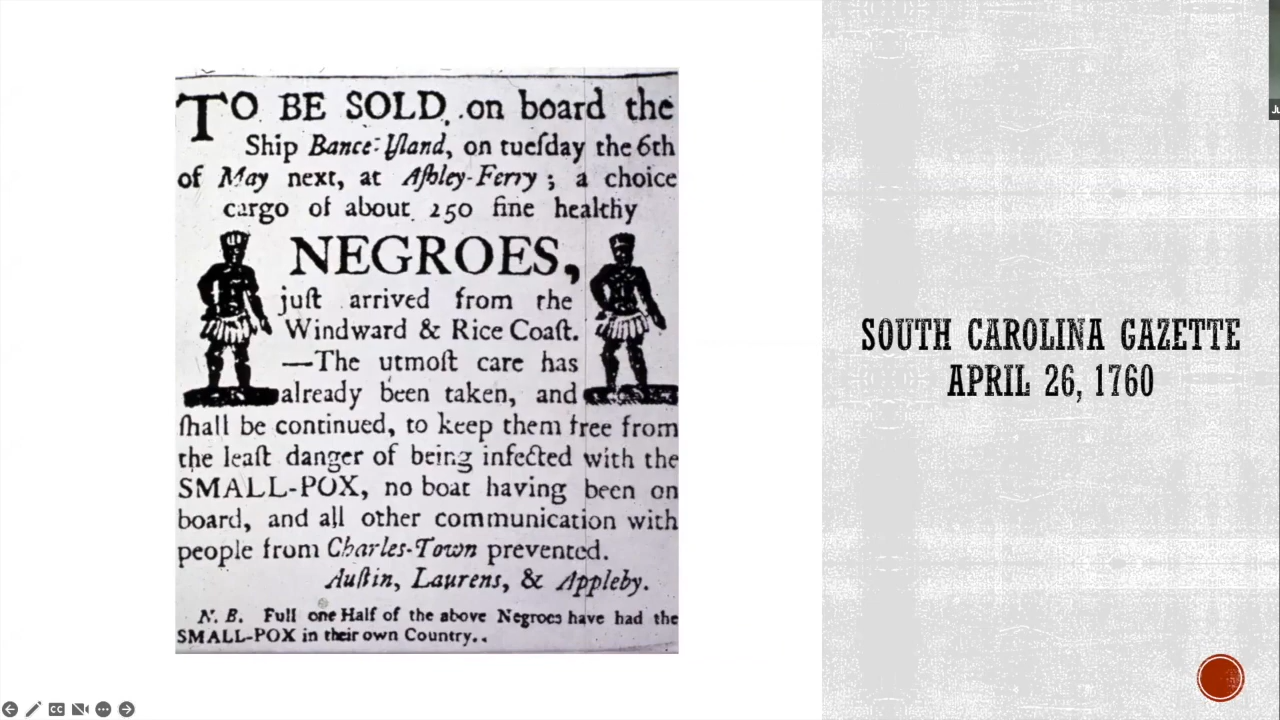 TO BE SOLD, on board the
Ship Bance-Iſland, on tueſday the 6th
of May next, at Aſhley-Ferry; a choice
cargo of about 250 fine healthy
NEGROES,
juſt arrived from the
Windward & Rice Coaſt.
—The utmoſt care has
already been taken, and
ſhall be continued, to keep them free from
the leaſt danger of being infected with the
SMALL-POX, no boat having been on
board, and all other communication with
people from Charles-Town prevented.
Auſtin, Laurens, & Appleby.
N. B. Full one Half of the above Negroes have had the
SMALL-POX in their own Country.
SOUTH CAROLINA GAZETTE
APRIL 26, 1760
CC